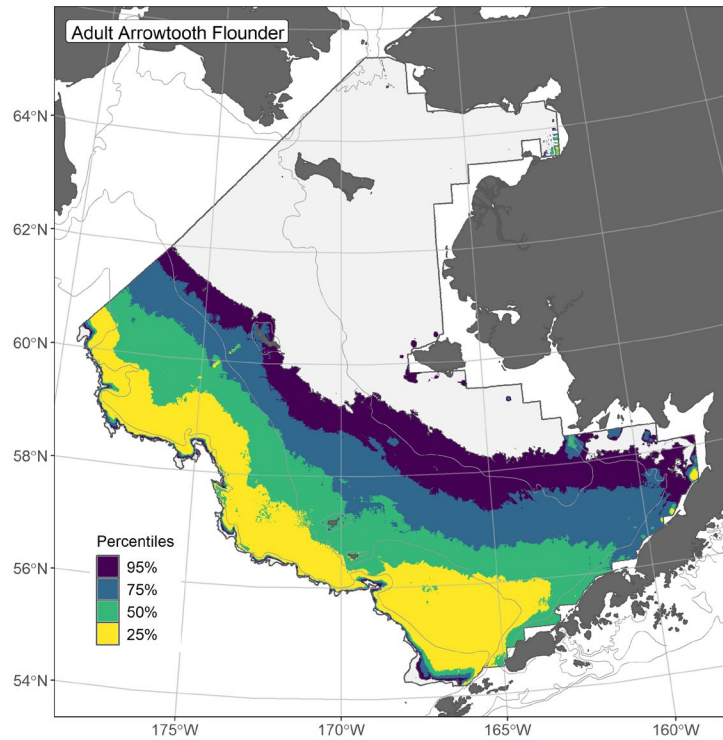 Adult Arrowtooth Flounder
64°N
62°N
60°N
58°N
56°N
54°N
Percentiles
95%
75%
50%
25%
175°W
170°W
165°W
160°W